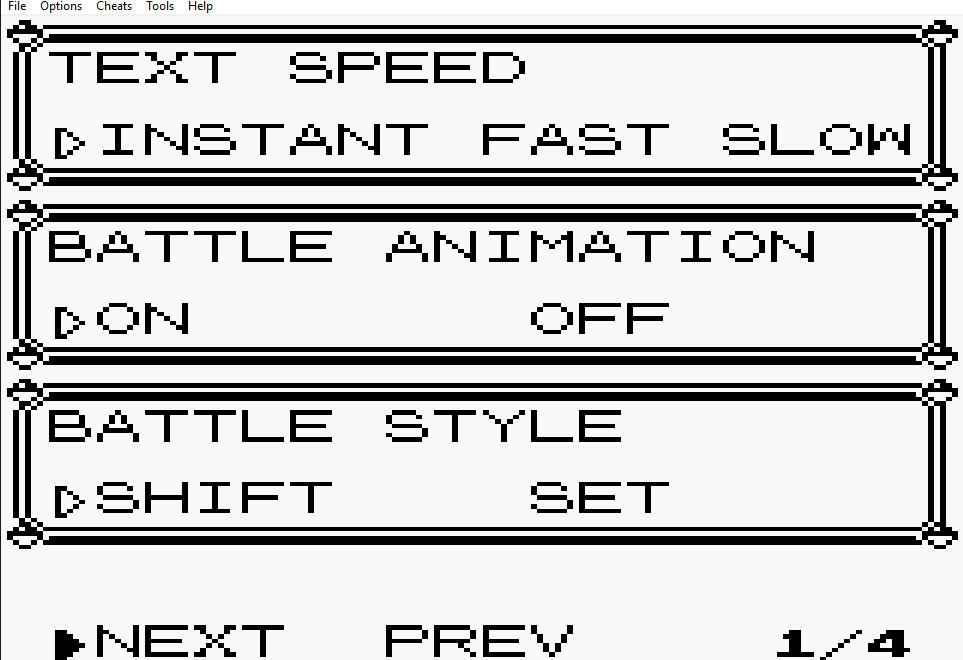 File Options Cheats Tools Help
TEXT SPEED
▷INSTANT FAST SLOW
BATTLE ANIMATION
▷ON OFF
BATTLE STYLE
▷SHIFT SET
▶NEXT PREV 1/4